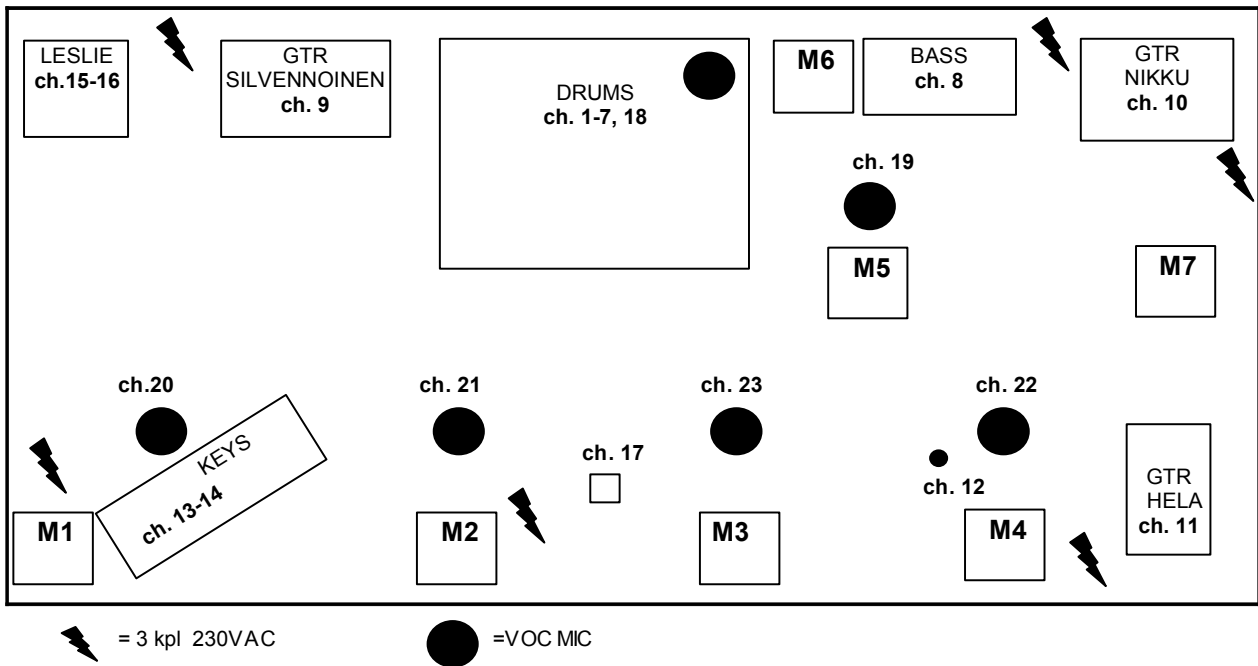 LESLIE
ch.15-16
GTR
SILVENNOINEN
ch. 9
DRUMS
ch. 1-7, 18
M6
BASS
ch. 8
GTR
NIKKU
ch. 10
ch. 19
M5
M7
ch.20
ch. 21
ch. 23
ch. 22
KEYS
ch. 13-14
ch. 17
ch. 12
GTR
HELA
ch. 11
M1
M2
M3
M4
= 3 kpl 230VAC
=VOC MIC